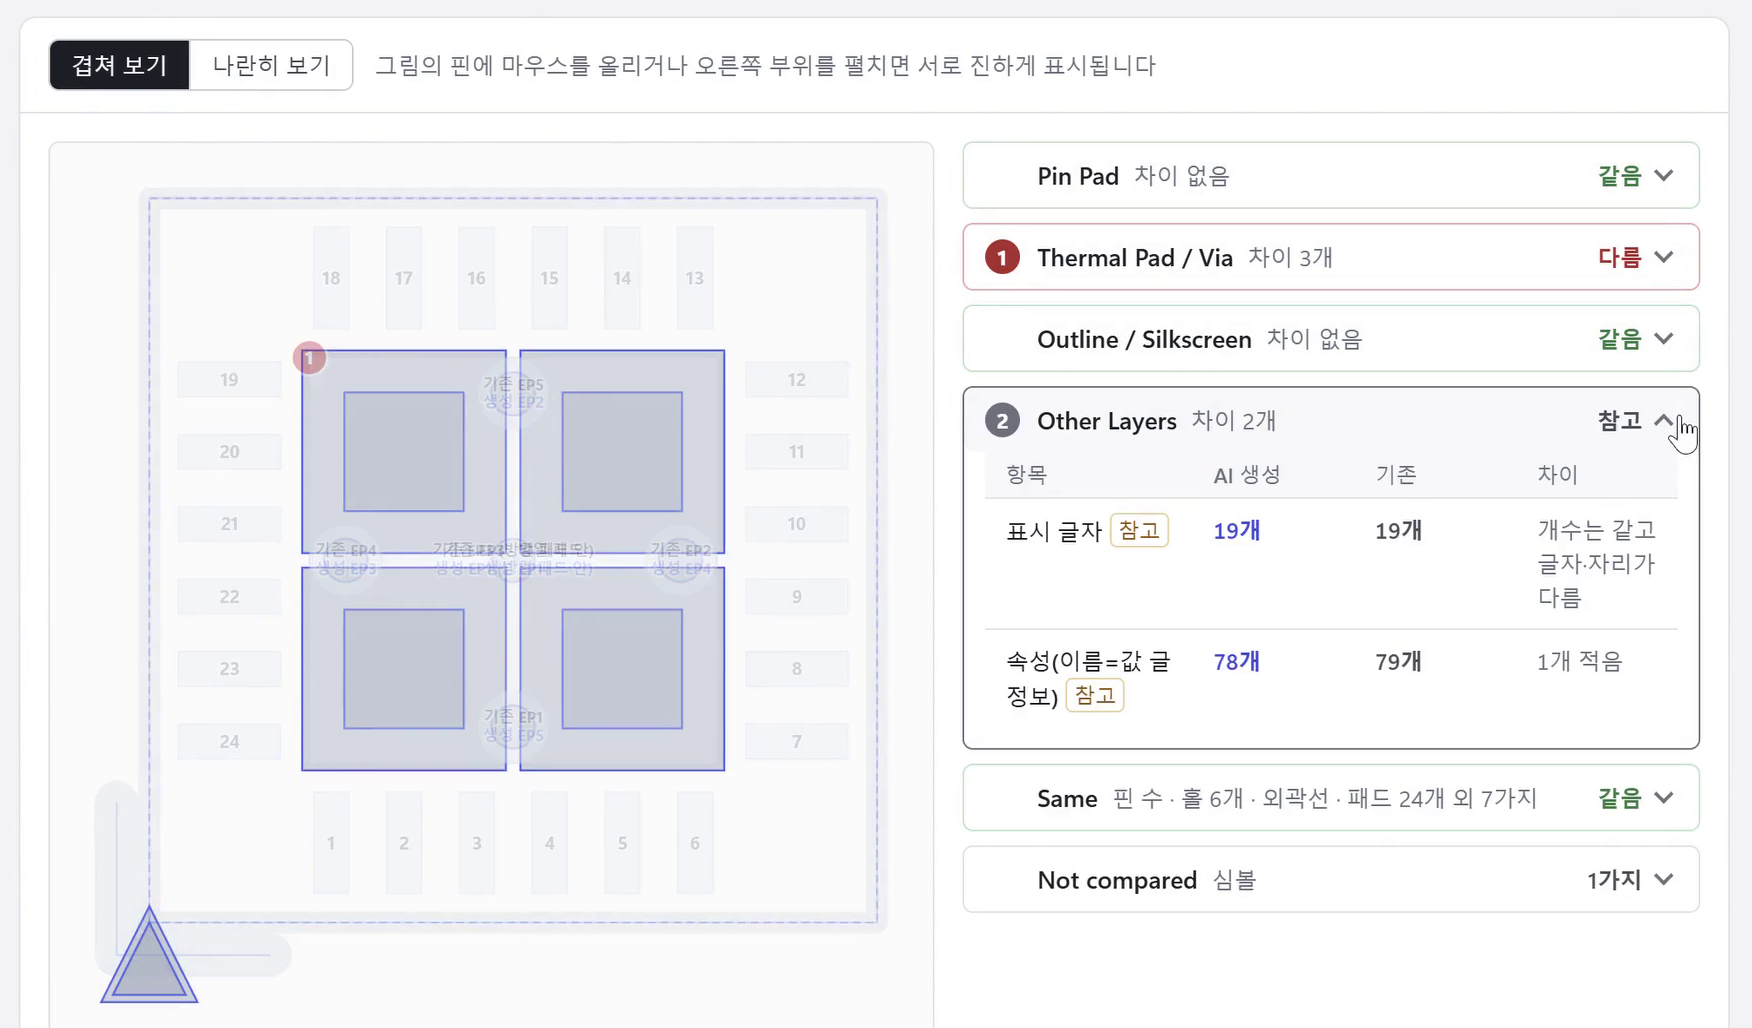 겹쳐 보기
나란히 보기
그림의 핀에 마우스를 올리거나 오른쪽 부위를 펼치면 서로 진하게 표시됩니다
18
17
16
15
14
13
1
19
20
21
22
23
24
12
11
10
9
8
7
기존 EP5
생성 EP2
기존 EP4
생성 EP3
기존 EP2
생성 EP4
기존 EP1
생성 EP5
1
2
3
4
5
6
Pin Pad 차이 없음 같음
1 Thermal Pad / Via 차이 3개 다름
Outline / Silkscreen 차이 없음 같음
2 Other Layers 차이 2개 참고
항목 AI 생성 기존 차이
표시 글자 참고 19개 19개 개수는 같고
글자·자리가
다름
속성(이름=값 글 78개 79개 1개 적음
정보) 참고
Same 핀 수 · 홀 6개 · 외곽선 · 패드 24개 외 7가지 같음
Not compared 심볼 1가지